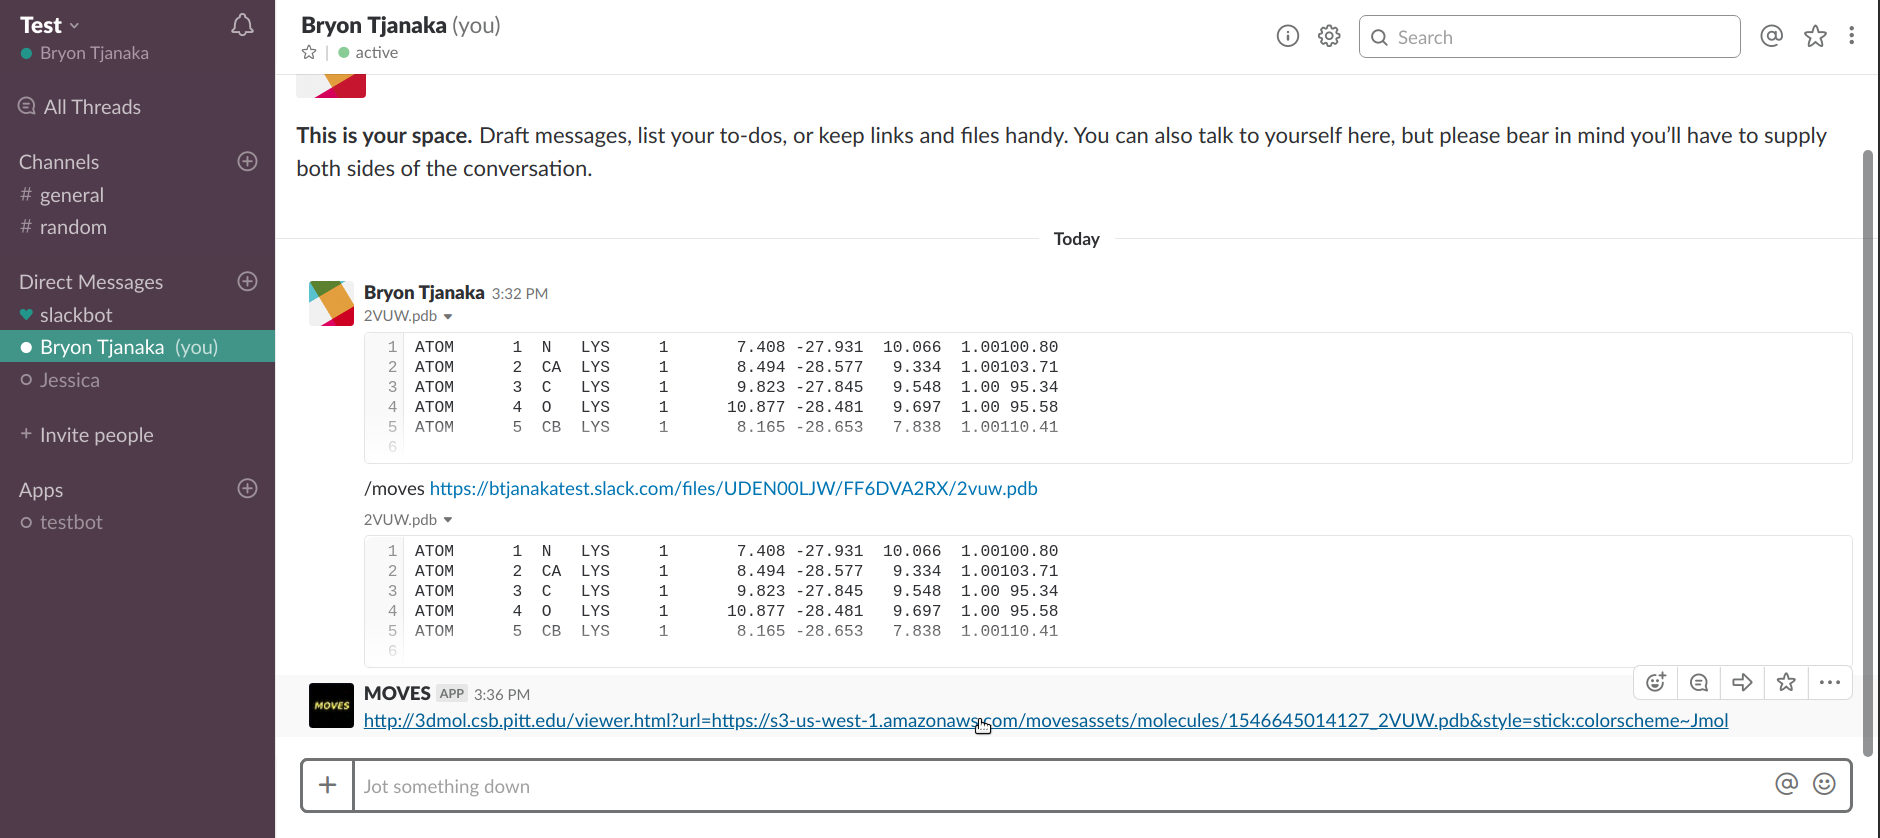 Test
Bryon Tjanaka
All Threads
Channels
# general
# random
Direct Messages
slackbot
Bryon Tjanaka (you)
Jessica
+ Invite people
Apps
testbot
Bryon Tjanaka (you)
active
Search
This is your space. Draft messages, list your to-dos, or keep links and files handy. You can also talk to yourself here, but please bear in mind you'll have to supply
both sides of the conversation.
Today
Bryon Tjanaka 3:32 PM
2VUW.pdb
1 ATOM 1 N LYS 1 7.408 -27.931 10.066 1.00100.80
2 ATOM 2 CA LYS 1 8.494 -28.577 9.334 1.00103.71
3 ATOM 3 C LYS 1 9.823 -27.845 9.548 1.00 95.34
4 ATOM 4 O LYS 1 10.877 -28.481 9.697 1.00 95.58
5 ATOM 5 CB LYS 1 8.165 -28.653 7.838 1.00110.41
6
/moves https://btjanakatest.slack.com/files/UDEN00LJW/FF6DVA2RX/2vuw.pdb
2VUW.pdb
1 ATOM 1 N LYS 1 7.408 -27.931 10.066 1.00100.80
2 ATOM 2 CA LYS 1 8.494 -28.577 9.334 1.00103.71
3 ATOM 3 C LYS 1 9.823 -27.845 9.548 1.00 95.34
4 ATOM 4 O LYS 1 10.877 -28.481 9.697 1.00 95.58
5 ATOM 5 CB LYS 1 8.165 -28.653 7.838 1.00110.41
6
MOVES
MOVES APP 3:36 PM
http://3dmol.csb.pitt.edu/viewer.html?url=https://s3-us-west-1.amazonaws.com/movesassets/molecules/1546645014127_2VUW.pdb&style=stick:colorscheme~Jmol
+ Jot something down @